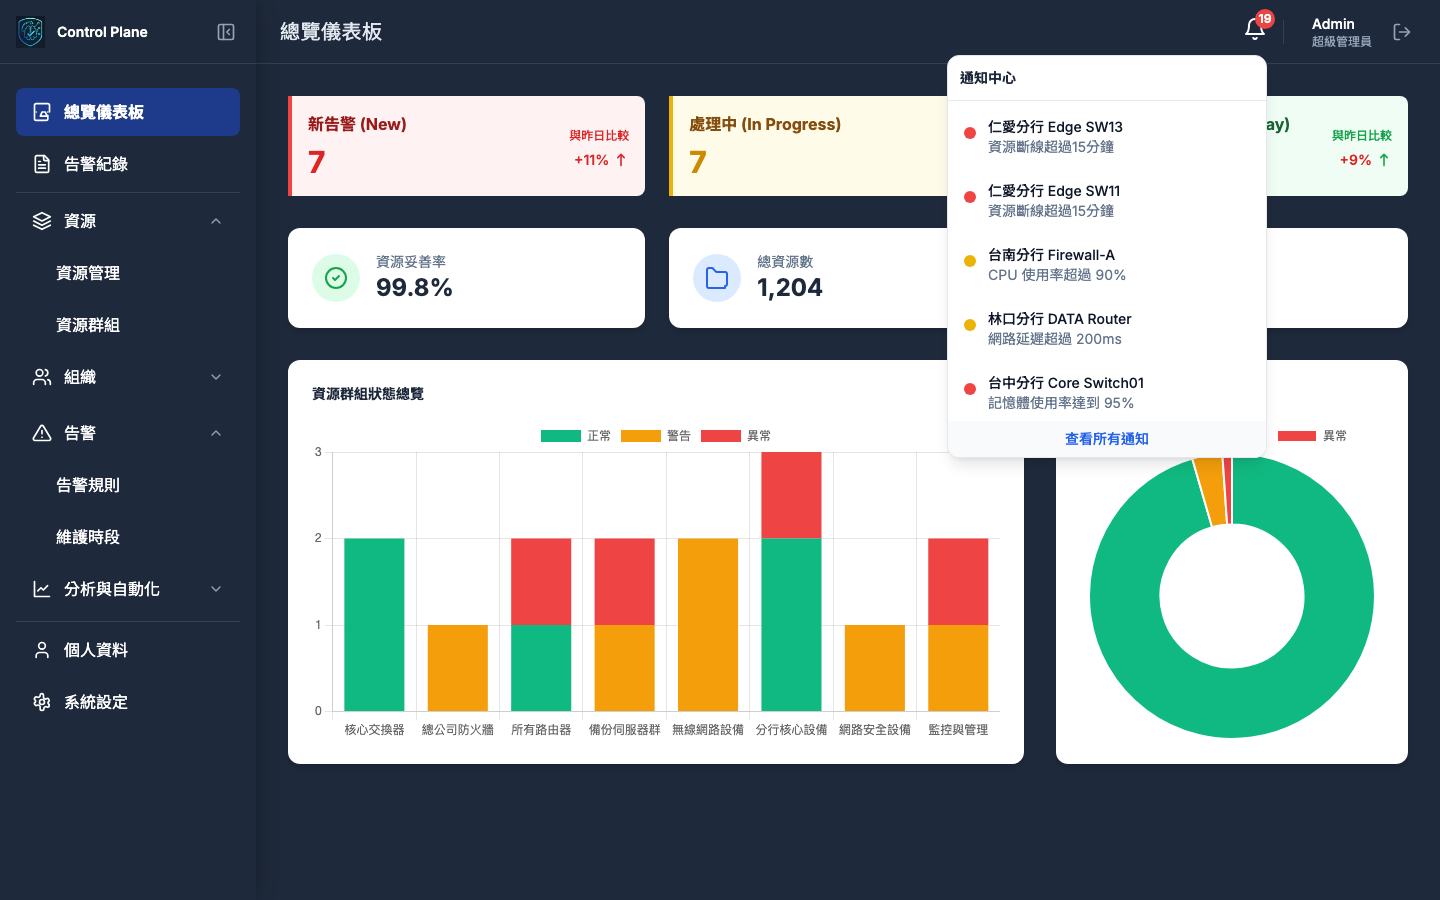 Control Plane
總覽儀表板
19
Admin
超級管理員
總覽儀表板
告警紀錄
資源
資源管理
資源群組
組織
告警
告警規則
維護時段
分析與自動化
個人資料
系統設定
新告警 (New)
7
與昨日比較
+11% ↑
處理中 (In Progress)
7
ay)
與昨日比較
+9% ↑
資源妥善率
99.8%
總資源數
1,204
通知中心
仁愛分行 Edge SW13
資源斷線超過15分鐘
仁愛分行 Edge SW11
資源斷線超過15分鐘
台南分行 Firewall-A
CPU 使用率超過 90%
林口分行 DATA Router
網路延遲超過 200ms
台中分行 Core Switch01
記憶體使用率達到 95%
查看所有通知
資源群組狀態總覽
正常 警告 異常
3
2
1
0
核心交換器 總公司防火牆 所有路由器 備份伺服器群 無線網路設備 分行核心設備 網路安全設備 監控與管理
異常